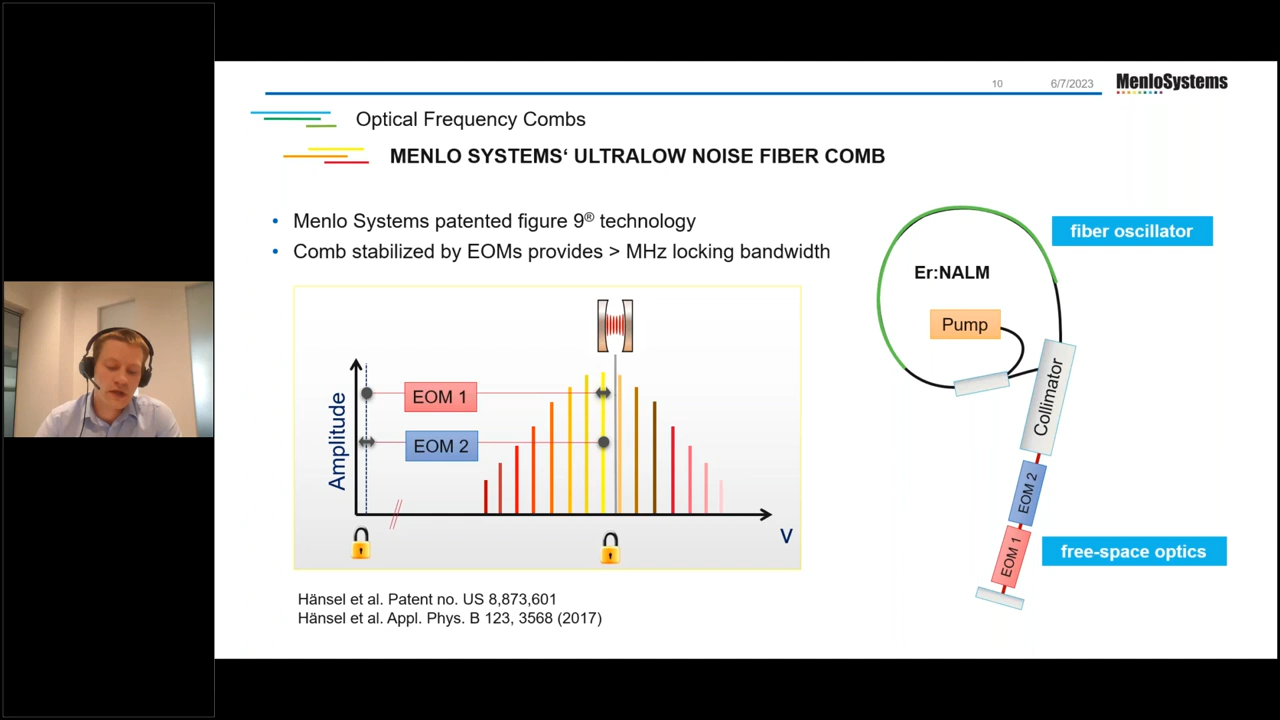 10
6/7/2023
MenloSystems
Optical Frequency Combs
MENLO SYSTEMS‘ ULTRALOW NOISE FIBER COMB
• Menlo Systems patented figure 9® technology
• Comb stabilized by EOMs provides > MHz locking bandwidth
Amplitude
EOM 1
EOM 2
V
Hänsel et al. Patent no. US 8,873,601
Hänsel et al. Appl. Phys. B 123, 3568 (2017)
fiber oscillator
Er:NALM
Pump
Collimator
EOM 2
EOM 1
free-space optics